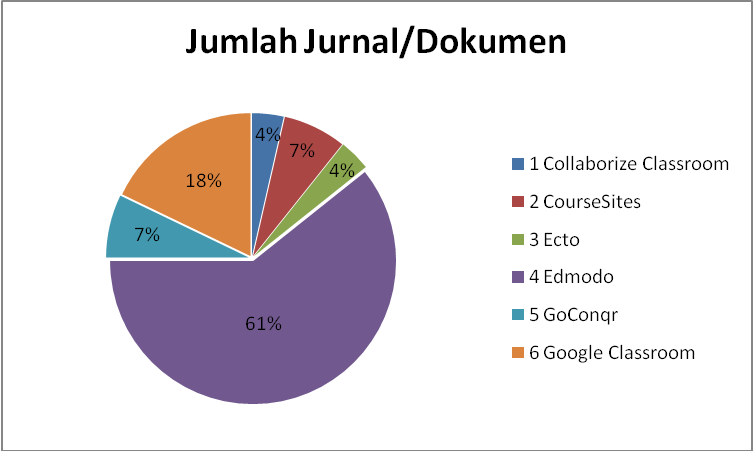 Jumlah Jurnal/Dokumen
4%
7%
4%
18%
7%
61%
1 Collaborize Classroom
2 CourseSites
3 Ecto
4 Edmodo
5 GoConqr
6 Google Classroom